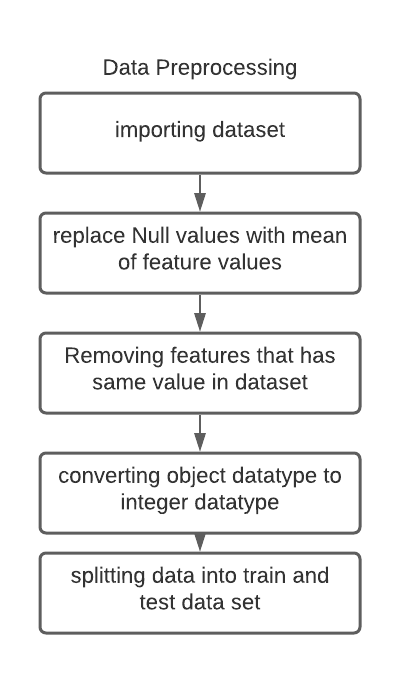 Data Preprocessing
importing dataset
replace Null values with mean
of feature values
Removing features that has
same value in dataset
converting object datatype to
integer datatype
splitting data into train and
test data set